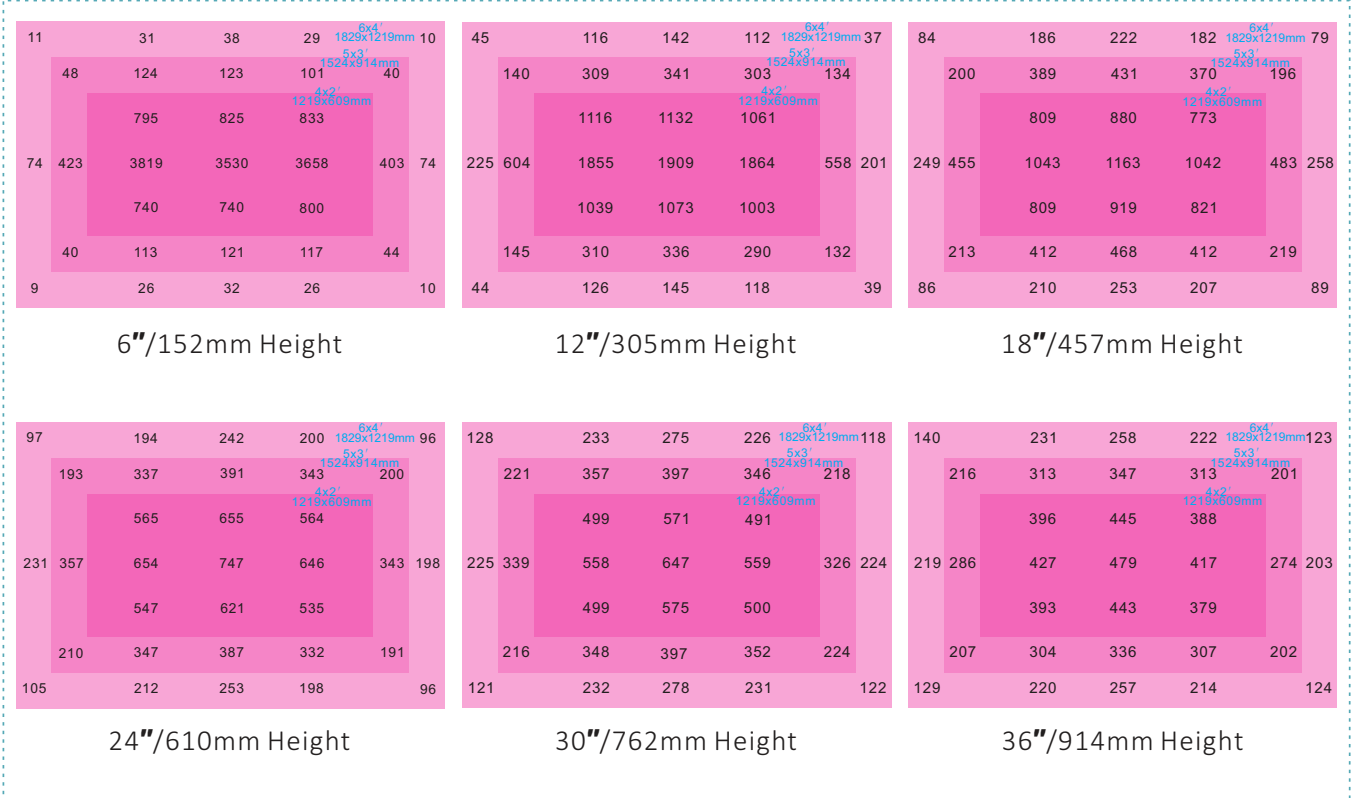 6x4′
1829x1219mm
11 31 38 29 10
5x3′
1524x914mm
48 124 123 101 40
4x2′
1219x609mm
795 825 833
74 423 3819 3530 3658 403 74
740 740 800
40 113 121 117 44
9 26 32 26 10
6″/152mm Height
6x4′
1829x1219mm
45 116 142 112 37
5x3′
1524x914mm
140 309 341 303 134
4x2′
1219x609mm
1116 1132 1061
225 604 1855 1909 1864 558 201
1039 1073 1003
145 310 336 290 132
44 126 145 118 39
12″/305mm Height
6x4′
1829x1219mm
84 186 222 182 79
5x3′
1524x914mm
200 389 431 370 196
4x2′
1219x609mm
809 880 773
249 455 1043 1163 1042 483 258
809 919 821
213 412 468 412 219
86 210 253 207 89
18″/457mm Height
6x4′
1829x1219mm
97 194 242 200 96
5x3′
1524x914mm
193 337 391 343 200
4x2′
1219x609mm
565 655 564
231 357 654 747 646 343 198
547 621 535
210 347 387 332 191
105 212 253 198 96
24″/610mm Height
6x4′
1829x1219mm
128 233 275 226 118
5x3′
1524x914mm
221 357 397 346 218
4x2′
1219x609mm
499 571 491
225 339 558 647 559 326 224
499 575 500
216 348 397 352 224
121 232 278 231 122
30″/762mm Height
6x4′
1829x1219mm
140 231 258 222 123
5x3′
1524x914mm
216 313 347 313 201
4x2′
1219x609mm
396 445 388
219 286 427 479 417 274 203
393 443 379
207 304 336 307 202
129 220 257 214 124
36″/914mm Height